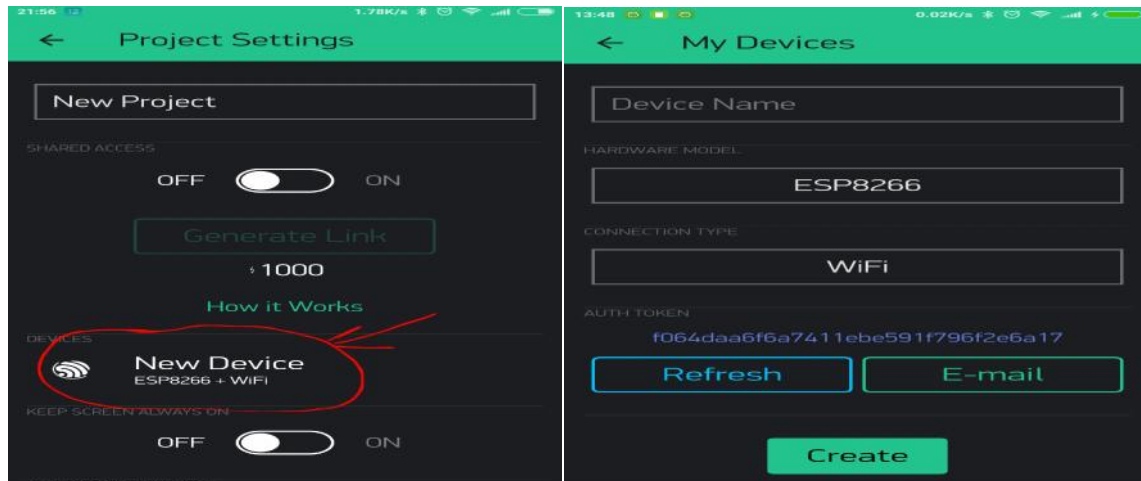 21:56
1.78K/s
Project Settings
New Project
SHARED ACCESS
OFF ON
Generate Link
1000
How it Works
DEVICES
New Device
ESP8266 + WiFi
KEEP SCREEN ALWAYS ON
OFF ON
13:48
0.02K/s
My Devices
Device Name
HARDWARE MODEL
ESP8266
CONNECTION TYPE
WiFi
AUTH TOKEN
f064daa6f6a7411ebe591f796f2e6a17
Refresh E-mail
Create